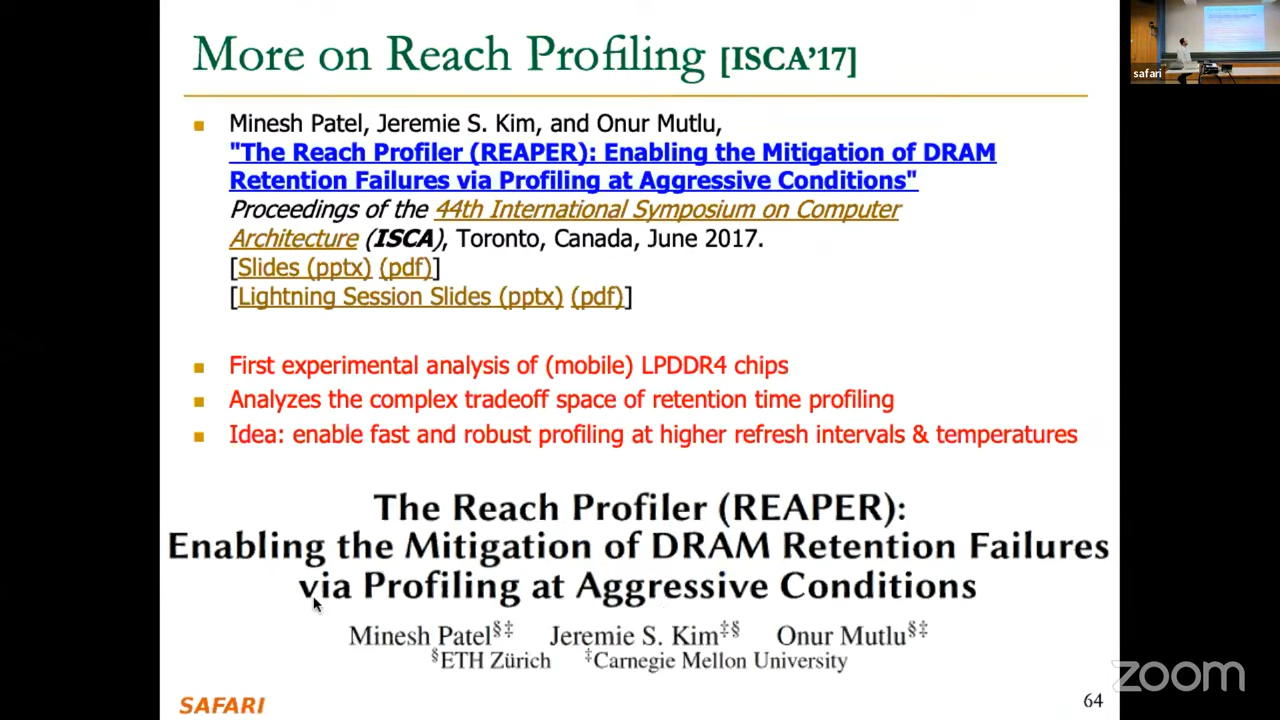 More on Reach Profiling [ISCA'17]
safari
Minesh Patel, Jeremie S. Kim, and Onur Mutlu,
"The Reach Profiler (REAPER): Enabling the Mitigation of DRAM
Retention Failures via Profiling at Aggressive Conditions"
Proceedings of the 44th International Symposium on Computer
Architecture (ISCA), Toronto, Canada, June 2017.
[Slides (pptx) (pdf)]
[Lightning Session Slides (pptx) (pdf)]
First experimental analysis of (mobile) LPDDR4 chips
Analyzes the complex tradeoff space of retention time profiling
Idea: enable fast and robust profiling at higher refresh intervals & temperatures
The Reach Profiler (REAPER):
Enabling the Mitigation of DRAM Retention Failures
via Profiling at Aggressive Conditions
Minesh Patel§‡ Jeremie S. Kim‡§ Onur Mutlu§‡
§ETH Zürich ‡Carnegie Mellon University
SAFARI
64
zoom